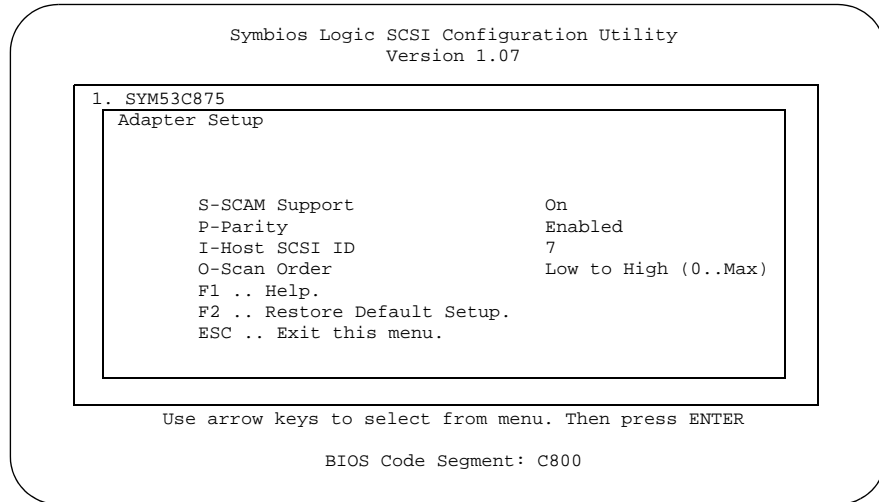 Symbios Logic SCSI Configuration Utility
Version 1.07
1. SYM53C875
Adapter Setup
S-SCAM Support On
P-Parity Enabled
I-Host SCSI ID 7
O-Scan Order Low to High (0..Max)
F1 .. Help.
F2 .. Restore Default Setup.
ESC .. Exit this menu.
Use arrow keys to select from menu. Then press ENTER
BIOS Code Segment: C800